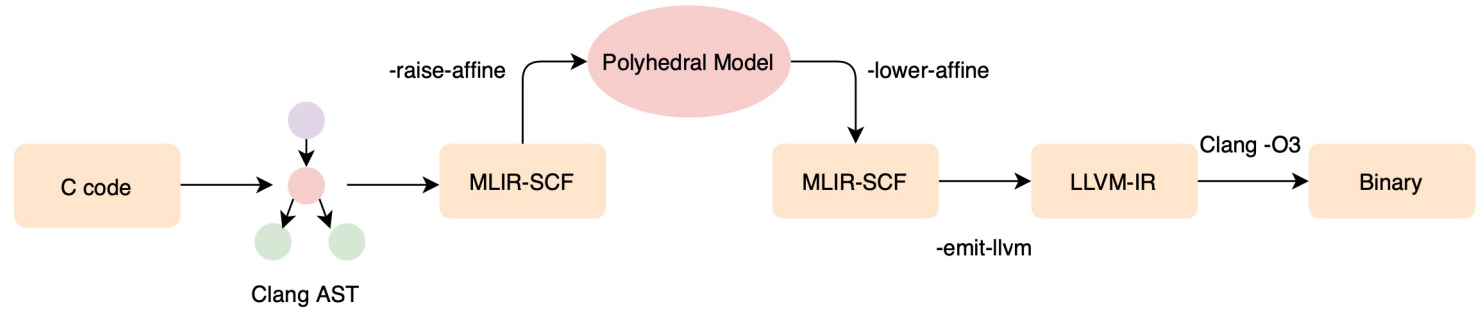 C code
Clang AST
MLIR-SCF
-raise-affine
Polyhedral Model
-lower-affine
MLIR-SCF
-emit-llvm
LLVM-IR
Clang -O3
Binary